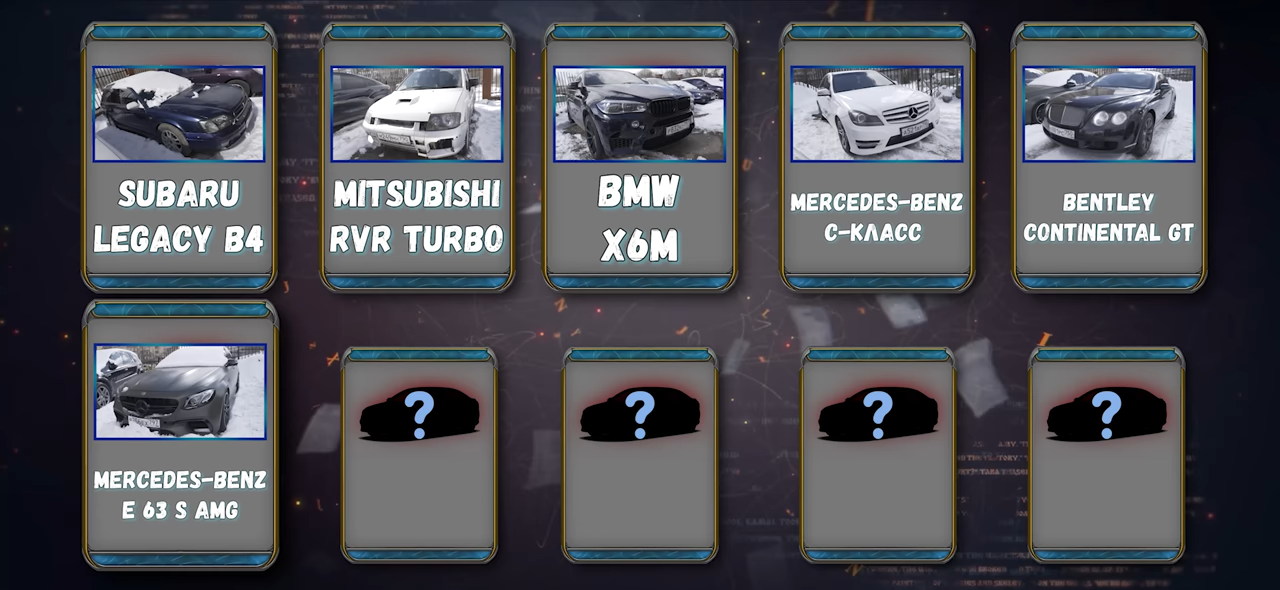 SUBARU
LEGACY B4
MITSUBISHI
RVR TURBO
BMW
X6M
MERCEDES-BENZ
C-КЛАСС
BENTLEY
CONTINENTAL GT
MERCEDES-BENZ
E 63 S AMG
?
?
?
?